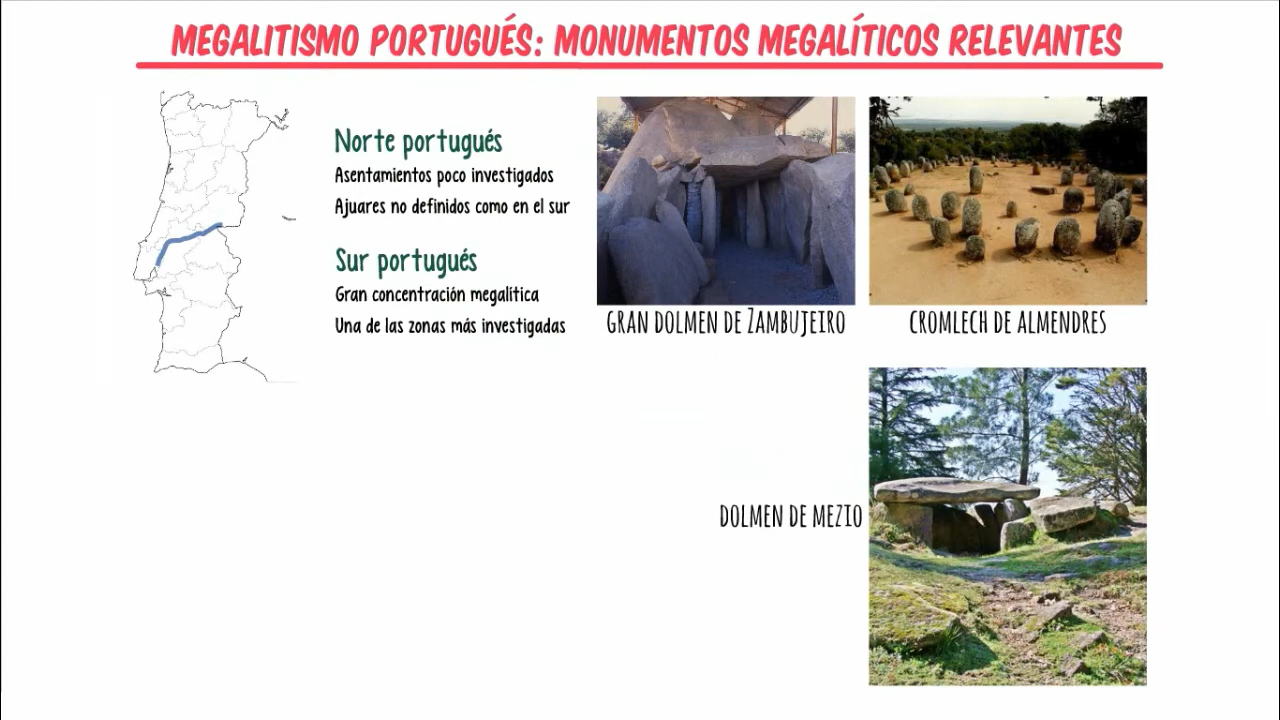 MEGALITISMO PORTUGUÉS: MONUMENTOS MEGALÍTICOS RELEVANTES
Norte portugués
Asentamientos poco investigados
Ajuares no definidos como en el sur
Sur portugués
Gran concentración megalítica
Una de las zonas más investigadas
GRAN DOLMEN DE ZAMBUJEIRO
CROMLECH DE ALMENDRES
DOLMEN DE MEZIO